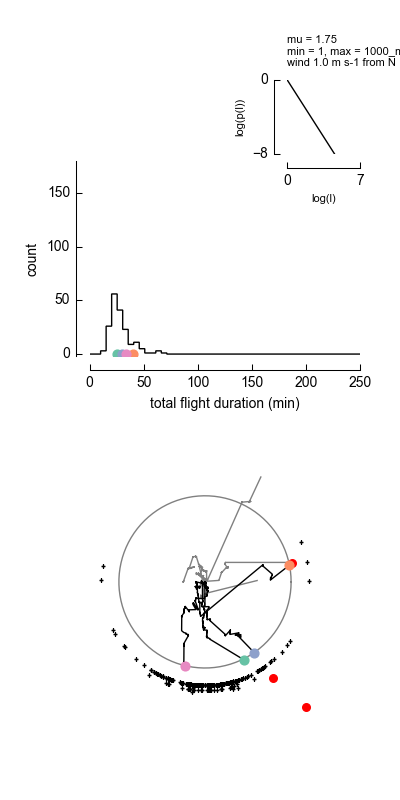 mu = 1.75
min = 1, max = 1000_m
wind 1.0 m s-1 from N
0
log(p(l))
−8
0
7
log(l)
150
100
50
0
count
0
50
100
150
200
250
total flight duration (min)